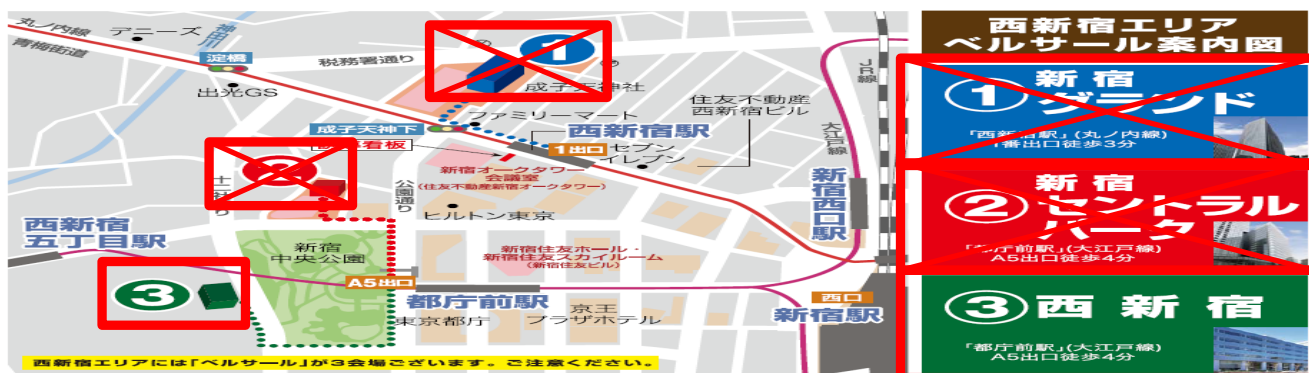 丸ノ内線
青梅街道
デニーズ
淀橋
出光GS
税務署通り
1
成子天神社
ファミリーマート
成子天神下
西新宿駅
1出口
セブン
イレブン
住友不動産
西新宿ビル
JR線
大江戸線
新宿オークタワー
会議室
(住友不動産新宿オークタワー)
公園通り
ヒルトン東京
新宿西口駅
西新宿
五丁目駅
新宿
中央公園
新宿住友ホール・
新宿住友スカイルーム
(新宿住友ビル)
3
A5出口
都庁前駅
東京都庁
京王
プラザホテル
西口
新宿駅
西新宿エリアには「ベルサール」が3会場ございます。ご注意ください。
西新宿エリア
ベルサール案内図
①新宿
グランド
「西新宿駅」(丸ノ内線)
1番出口徒歩3分
②新宿
セントラル
パーク
「都庁前駅」(大江戸線)
A5出口徒歩4分
③西新宿
「都庁前駅」(大江戸線)
A5出口徒歩4分